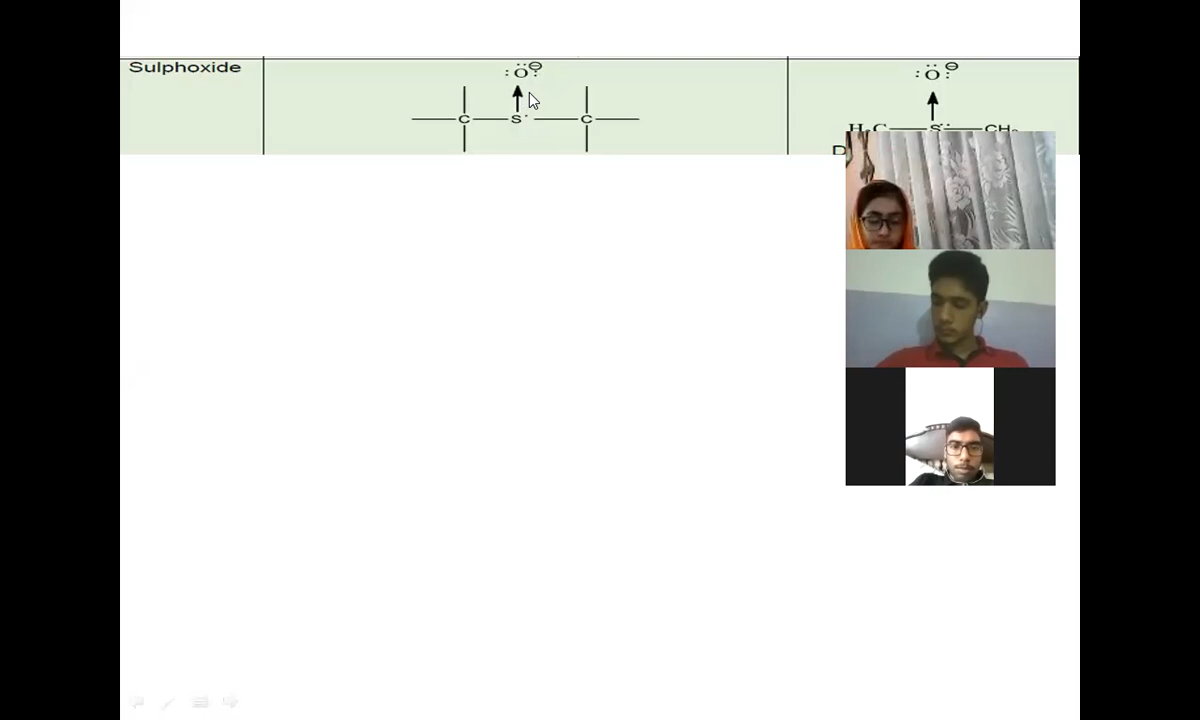 Sulphoxide
:Ö:⊖
:Ö:⊖
C S C
H₃C S CH₃
D